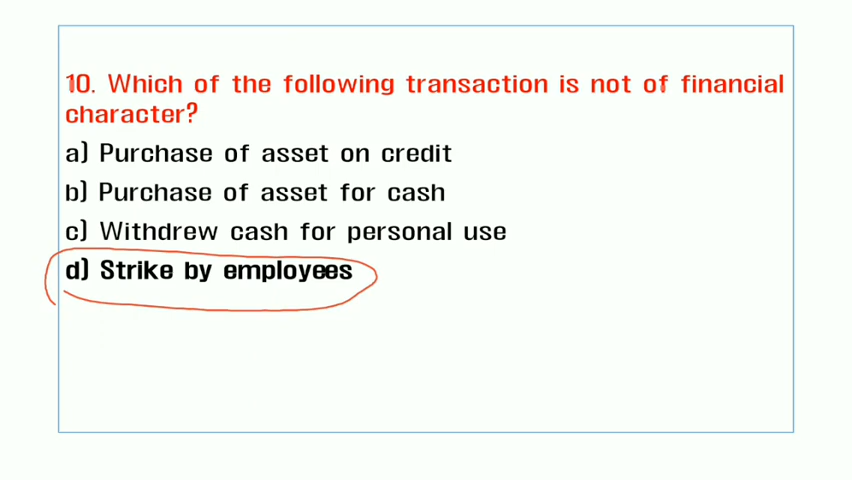 10. Which of the following transaction is not of financial
character?
a) Purchase of asset on credit
b) Purchase of asset for cash
c) Withdrew cash for personal use
d) Strike by employees